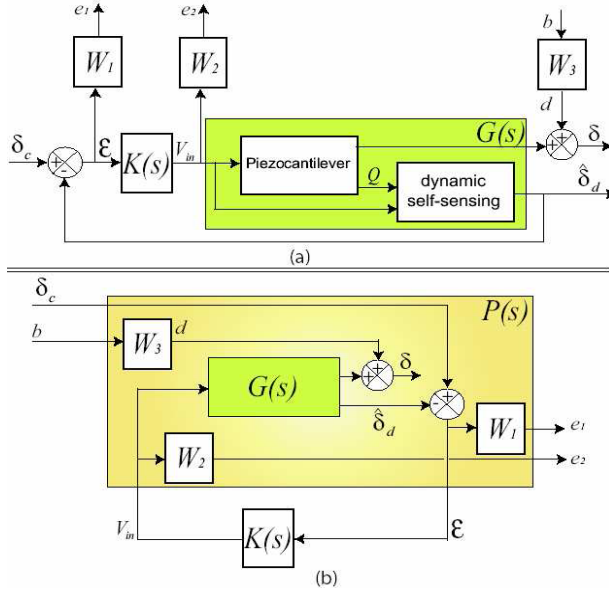 e₁ e₂ b
W₁ W₂ W₃
d
G(s) δ
δc ε K(s) Vin Piezocantilever
- + +
Q dynamic self-sensing δ̂d
(a)
δc P(s)
b W₃ d
+ + δ
G(s) - +
δ̂d W₁ e₁
W₂ e₂
Vin K(s) ε
(b)